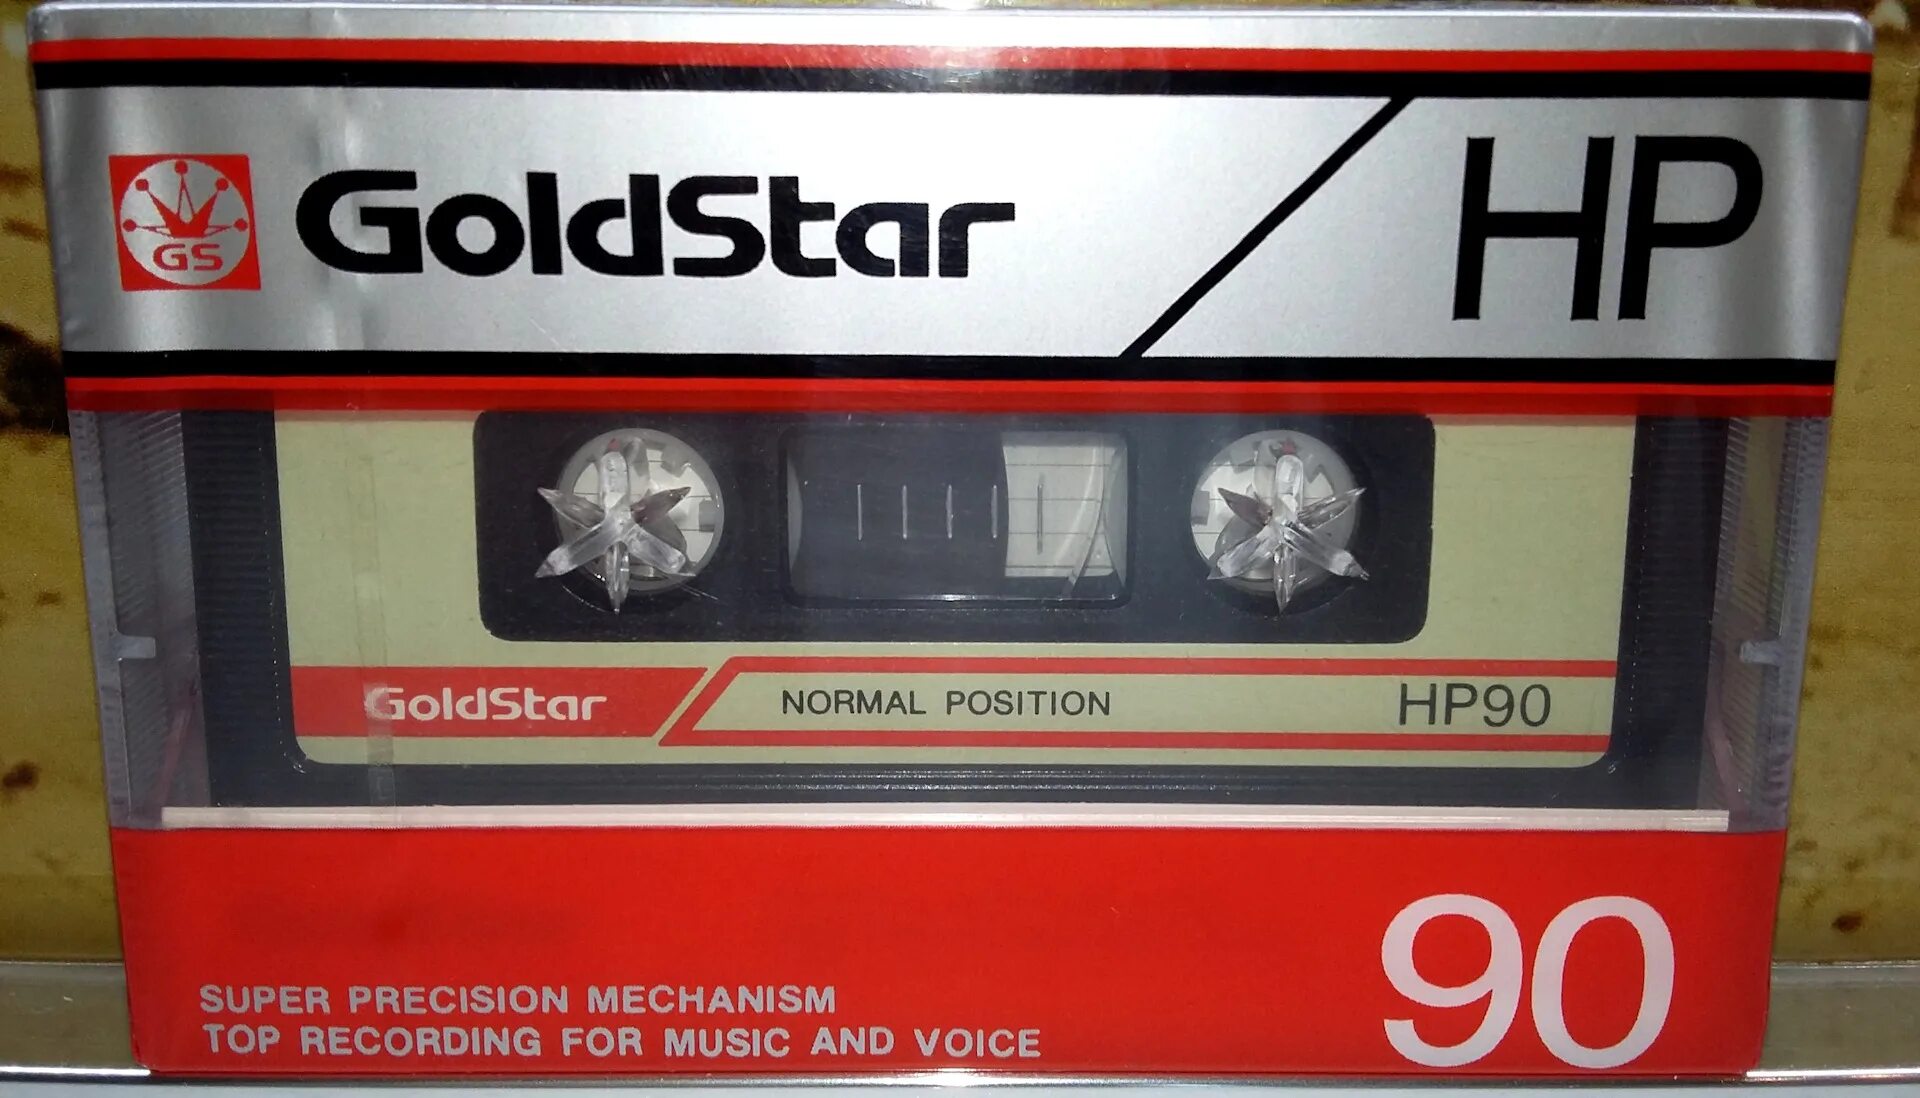 GS GoldStar HP
GoldStar NORMAL POSITION HP90
90
SUPER PRECISION MECHANISM
TOP RECORDING FOR MUSIC AND VOICE